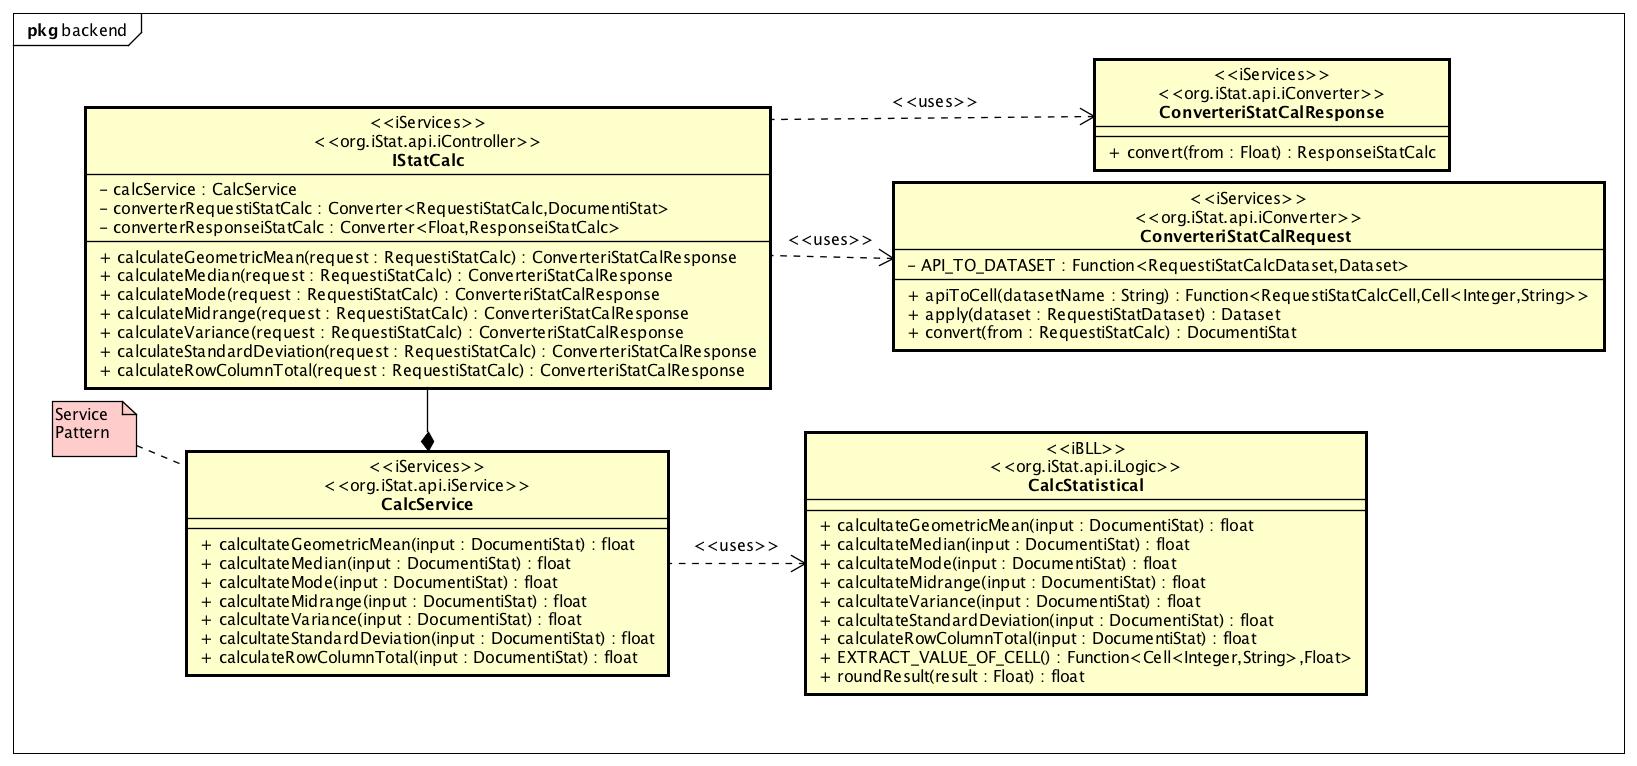 pkg backend
<<iServices>>
<<org.iStat.api.iController>>
IStatCalc
- calcService : CalcService
- converterRequestiStatCalc : Converter<RequestiStatCalc,DocumentiStat>
- converterResponseiStatCalc : Converter<Float,ResponseiStatCalc>
+ calculateGeometricMean(request : RequestiStatCalc) : ConverteriStatCalResponse
+ calculateMedian(request : RequestiStatCalc) : ConverteriStatCalResponse
+ calculateMode(request : RequestiStatCalc) : ConverteriStatCalResponse
+ calculateMidrange(request : RequestiStatCalc) : ConverteriStatCalResponse
+ calculateVariance(request : RequestiStatCalc) : ConverteriStatCalResponse
+ calculateStandardDeviation(request : RequestiStatCalc) : ConverteriStatCalResponse
+ calculateRowColumnTotal(request : RequestiStatCalc) : ConverteriStatCalResponse
<<uses>>
<<iServices>>
<<org.iStat.api.iConverter>>
ConverteriStatCalResponse
+ convert(from : Float) : ResponseiStatCalc
<<uses>>
<<iServices>>
<<org.iStat.api.iConverter>>
ConverteriStatCalRequest
- API_TO_DATASET : Function<RequestiStatCalcDataset,Dataset>
+ apiToCell(datasetName : String) : Function<RequestiStatCalcCell,Cell<Integer,String>>
+ apply(dataset : RequestiStatDataset) : Dataset
+ convert(from : RequestiStatCalc) : DocumentiStat
Service
Pattern
<<iServices>>
<<org.iStat.api.iService>>
CalcService
+ calcultateGeometricMean(input : DocumentiStat) : float
+ calcultateMedian(input : DocumentiStat) : float
+ calcultateMode(input : DocumentiStat) : float
+ calcultateMidrange(input : DocumentiStat) : float
+ calcultateVariance(input : DocumentiStat) : float
+ calcultateStandardDeviation(input : DocumentiStat) : float
+ calculateRowColumnTotal(input : DocumentiStat) : float
<<uses>>
<<iBLL>>
<<org.iStat.api.iLogic>>
CalcStatistical
+ calcultateGeometricMean(input : DocumentiStat) : float
+ calcultateMedian(input : DocumentiStat) : float
+ calcultateMode(input : DocumentiStat) : float
+ calcultateMidrange(input : DocumentiStat) : float
+ calcultateVariance(input : DocumentiStat) : float
+ calcultateStandardDeviation(input : DocumentiStat) : float
+ calculateRowColumnTotal(input : DocumentiStat) : float
+ EXTRACT_VALUE_OF_CELL() : Function<Cell<Integer,String>,Float>
+ roundResult(result : Float) : float